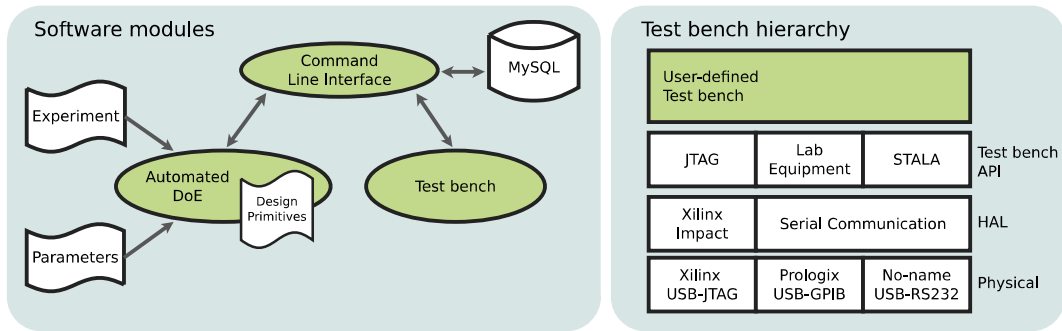 Software modules
Command
Line Interface
MySQL
Experiment
Automated
DoE
Design
Primitives
Test bench
Parameters
Test bench hierarchy
User-defined
Test bench
JTAG
Lab
Equipment
STALA
Test bench
API
Xilinx
Impact
Serial Communication
HAL
Xilinx
USB-JTAG
Prologix
USB-GPIB
No-name
USB-RS232
Physical